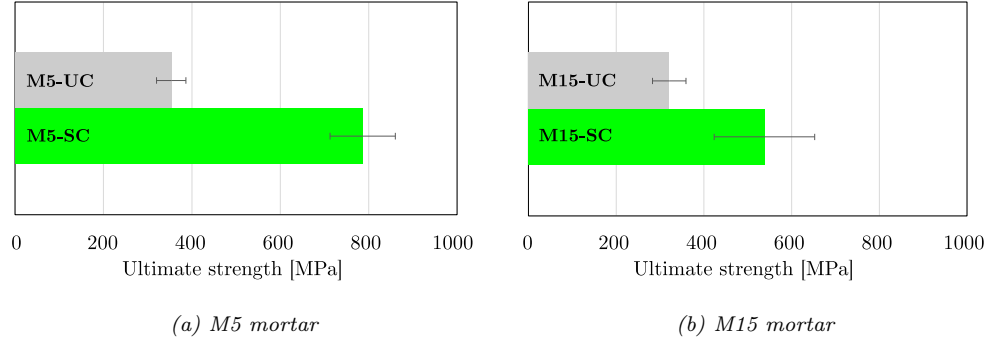 M5-UC
M5-SC
0 200 400 600 800 1000
Ultimate strength [MPa]
(a) M5 mortar
M15-UC
M15-SC
0 200 400 600 800 1000
Ultimate strength [MPa]
(b) M15 mortar